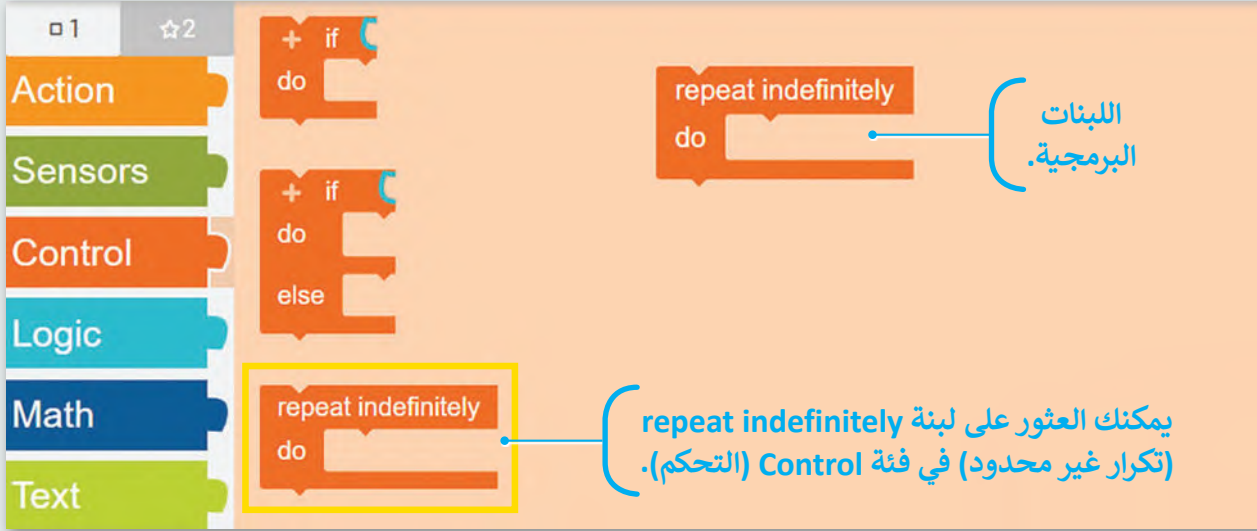 1
2
Action
Sensors
Control
Logic
Math
Text
+ if
do
+ if
do
else
repeat indefinitely
do
repeat indefinitely
do
اللبنات
البرمجية.
يمكنك العثور على لبنة repeat indefinitely
(تكرار غير محدود) في فئة Control (التحكم).